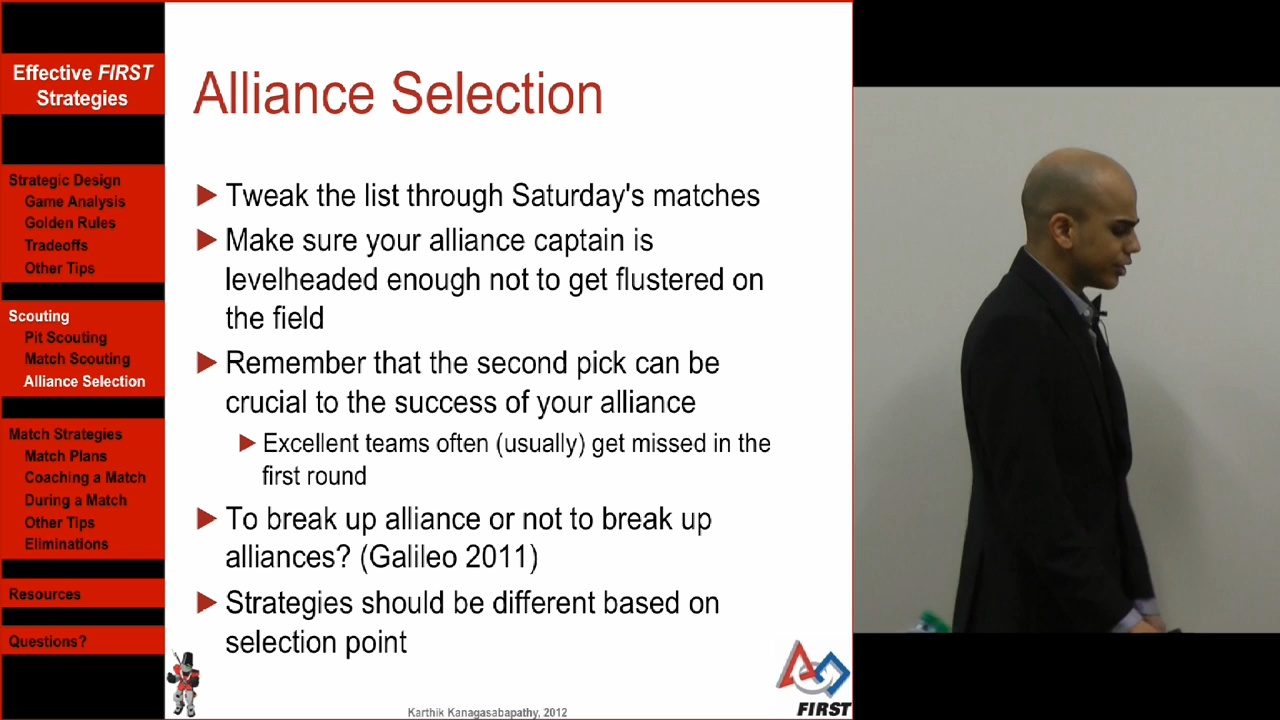 Effective FIRST
Strategies
Strategic Design
Game Analysis
Golden Rules
Tradeoffs
Other Tips
Scouting
Pit Scouting
Match Scouting
Alliance Selection
Match Strategies
Match Plans
Coaching a Match
During a Match
Other Tips
Eliminations
Resources
Questions?
Alliance Selection
Tweak the list through Saturday's matches
Make sure your alliance captain is
levelheaded enough not to get flustered on
the field
Remember that the second pick can be
crucial to the success of your alliance
Excellent teams often (usually) get missed in the
first round
To break up alliance or not to break up
alliances? (Galileo 2011)
Strategies should be different based on
selection point
Karthik Kanagasabapathy, 2012
FIRST